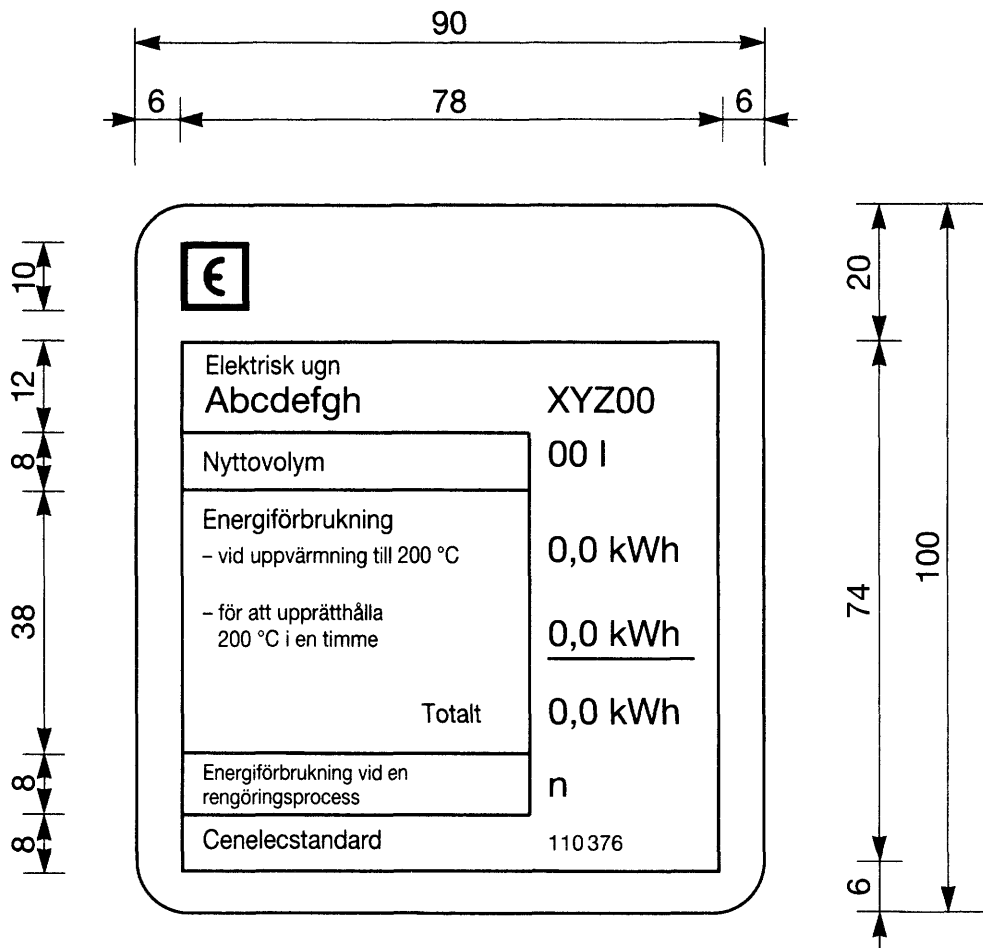 90
6 78 6
10
є
20
12
Elektrisk ugn
Abcdefgh XYZ00
8
Nyttovolym 00 l
38
Energiförbrukning
– vid uppvärmning till 200 °C 0,0 kWh
100
74
– för att upprätthålla
200 °C i en timme 0,0 kWh
Totalt 0,0 kWh
8
Energiförbrukning vid en
rengöringsprocess n
8
Cenelecstandard 110 376
6